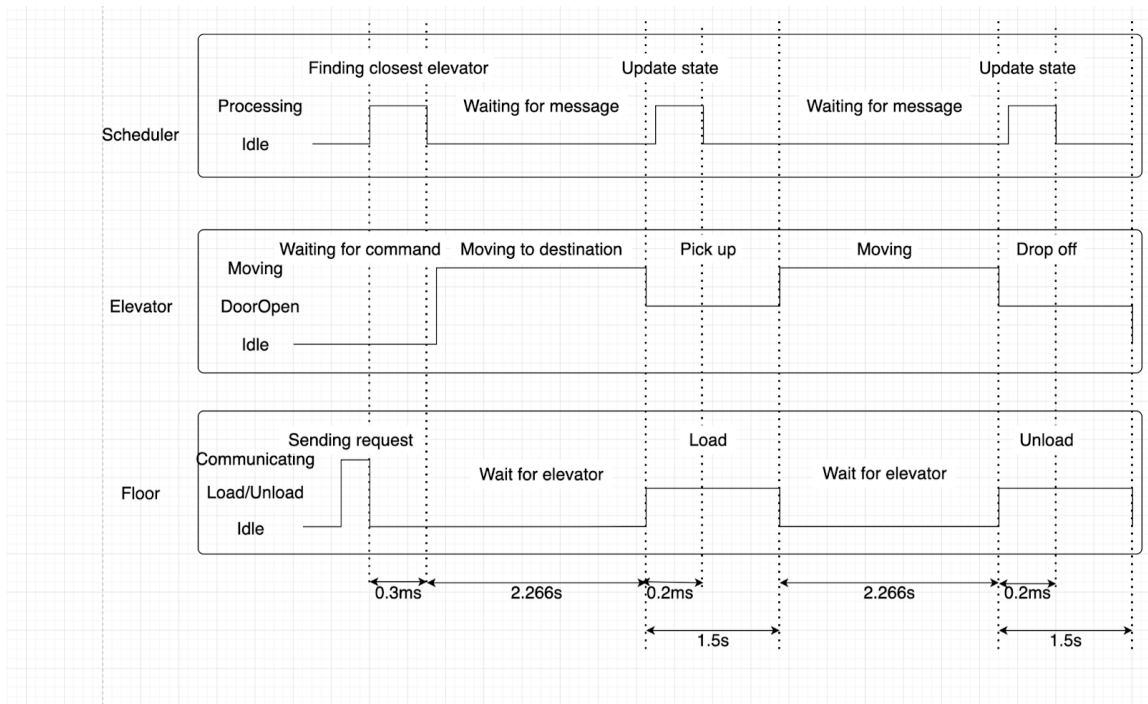 Finding closest elevator
Update state
Update state
Processing
Waiting for message
Waiting for message
Scheduler
Idle
Waiting for command
Moving to destination
Pick up
Moving
Drop off
Moving
Elevator
DoorOpen
Idle
Sending request
Load
Unload
Communicating
Wait for elevator
Wait for elevator
Floor
Load/Unload
Idle
0.3ms
2.266s
0.2ms
2.266s
0.2ms
1.5s
1.5s